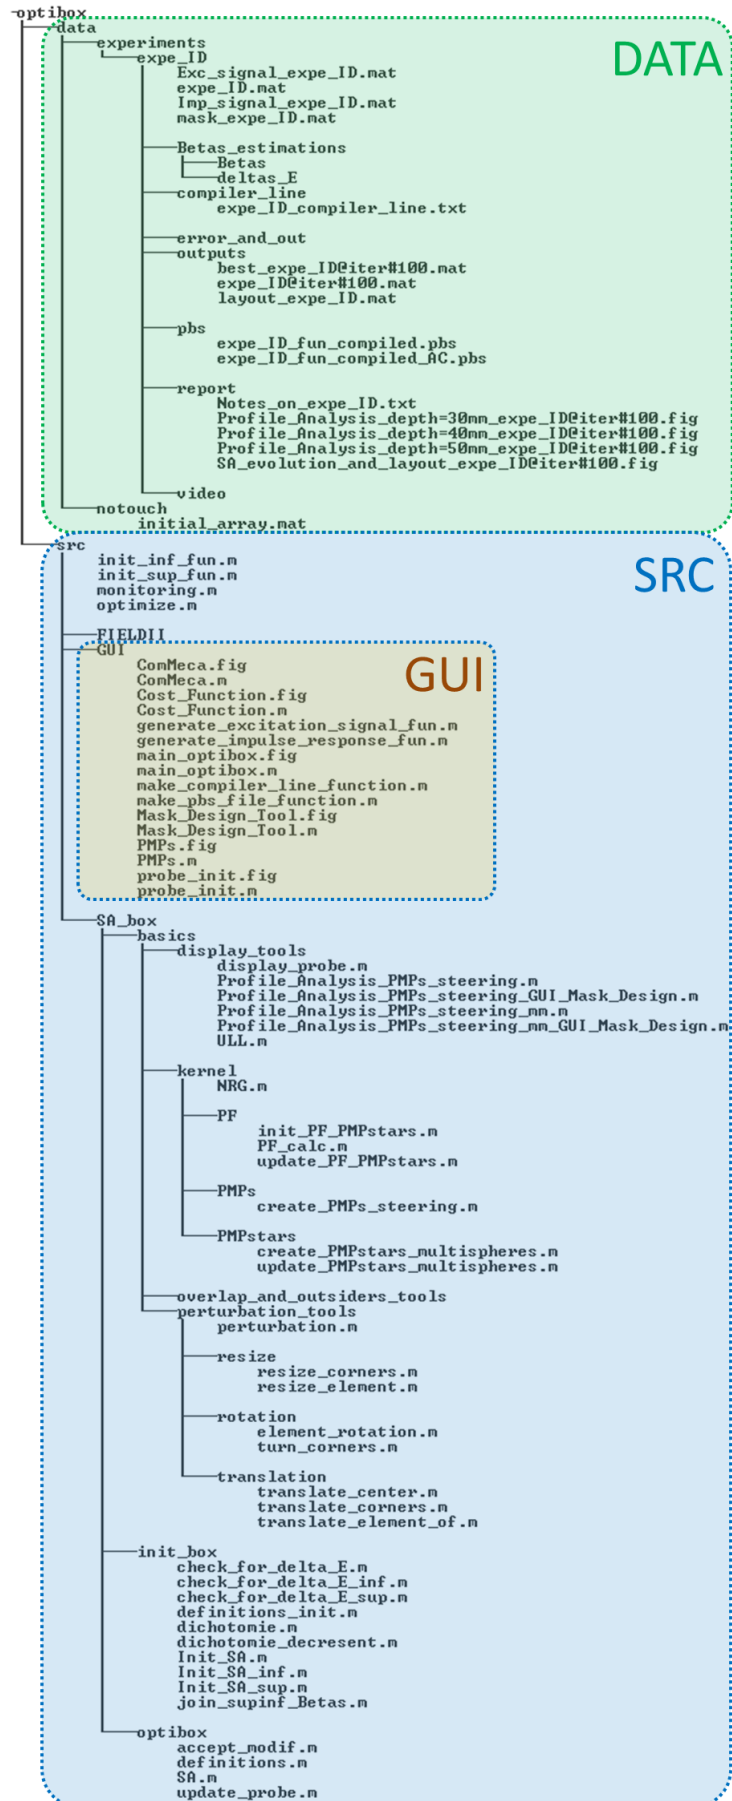 optibox
data
DATA
experiments
expe_ID
Exc_signal_expe_ID.mat
expe_ID.mat
Imp_signal_expe_ID.mat
mask_expe_ID.mat
Betas_estimations
Betas
deltas_E
compiler_line
expe_ID_compiler_line.txt
error_and_out
outputs
best_expe_ID@iter#100.mat
expe_ID@iter#100.mat
layout_expe_ID.mat
pbs
expe_ID_fun_compiled.pbs
expe_ID_fun_compiled_AC.pbs
report
Notes_on_expe_ID.txt
Profile_Analysis_depth=30mm_expe_ID@iter#100.fig
Profile_Analysis_depth=40mm_expe_ID@iter#100.fig
Profile_Analysis_depth=50mm_expe_ID@iter#100.fig
SA_evolution_and_layout_expe_ID@iter#100.fig
video
notouch
initial_array.mat
src
SRC
init_inf_fun.m
init_sup_fun.m
monitoring.m
optimize.m
FIELDII
GUI
GUI
ComMeca.fig
ComMeca.m
Cost_Function.fig
Cost_Function.m
generate_excitation_signal_fun.m
generate_impulse_response_fun.m
main_optibox.fig
main_optibox.m
make_compiler_line_function.m
make_pbs_file_function.m
Mask_Design_Tool.fig
Mask_Design_Tool.m
PMPs.fig
PMPs.m
probe_init.fig
probe_init.m
SA_box
basics
display_tools
display_probe.m
Profile_Analysis_PMPs_steering.m
Profile_Analysis_PMPs_steering_GUI_Mask_Design.m
Profile_Analysis_PMPs_steering_mm.m
Profile_Analysis_PMPs_steering_mm_GUI_Mask_Design.m
ULL.m
kernel
NRG.m
PF
init_PF_PMPstars.m
PF_calc.m
update_PF_PMPstars.m
PMPs
create_PMPs_steering.m
PMPstars
create_PMPstars_multispheres.m
update_PMPstars_multispheres.m
overlap_and_outsiders_tools
perturbation_tools
perturbation.m
resize
resize_corners.m
resize_element.m
rotation
element_rotation.m
turn_corners.m
translation
translate_center.m
translate_corners.m
translate_element_of.m
init_box
check_for_delta_E.m
check_for_delta_E_inf.m
check_for_delta_E_sup.m
definitions_init.m
dichotomie.m
dichotomie_decresent.m
Init_SA.m
Init_SA_inf.m
Init_SA_sup.m
join_supinf_Betas.m
optibox
accept_modif.m
definitions.m
SA.m
update_probe.m